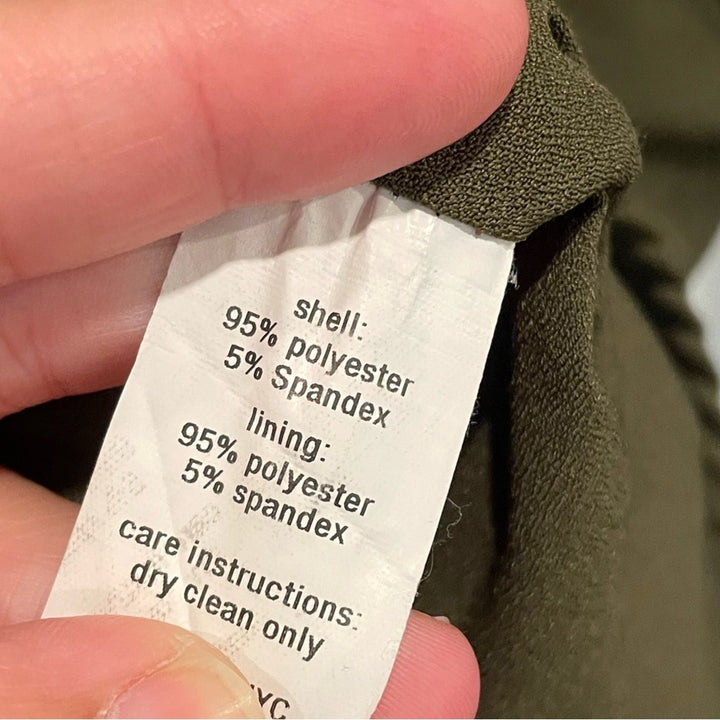 shell:
95% polyester
5% Spandex
lining:
95% polyester
5% spandex
care instructions:
dry clean only